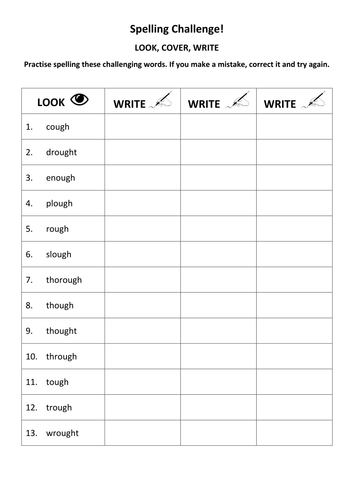 Spelling Challenge!
LOOK, COVER, WRITE
Practise spelling these challenging words. If you make a mistake, correct it and try again.
LOOK WRITE WRITE WRITE
1. cough
2. drought
3. enough
4. plough
5. rough
6. slough
7. thorough
8. though
9. thought
10. through
11. tough
12. trough
13. wrought